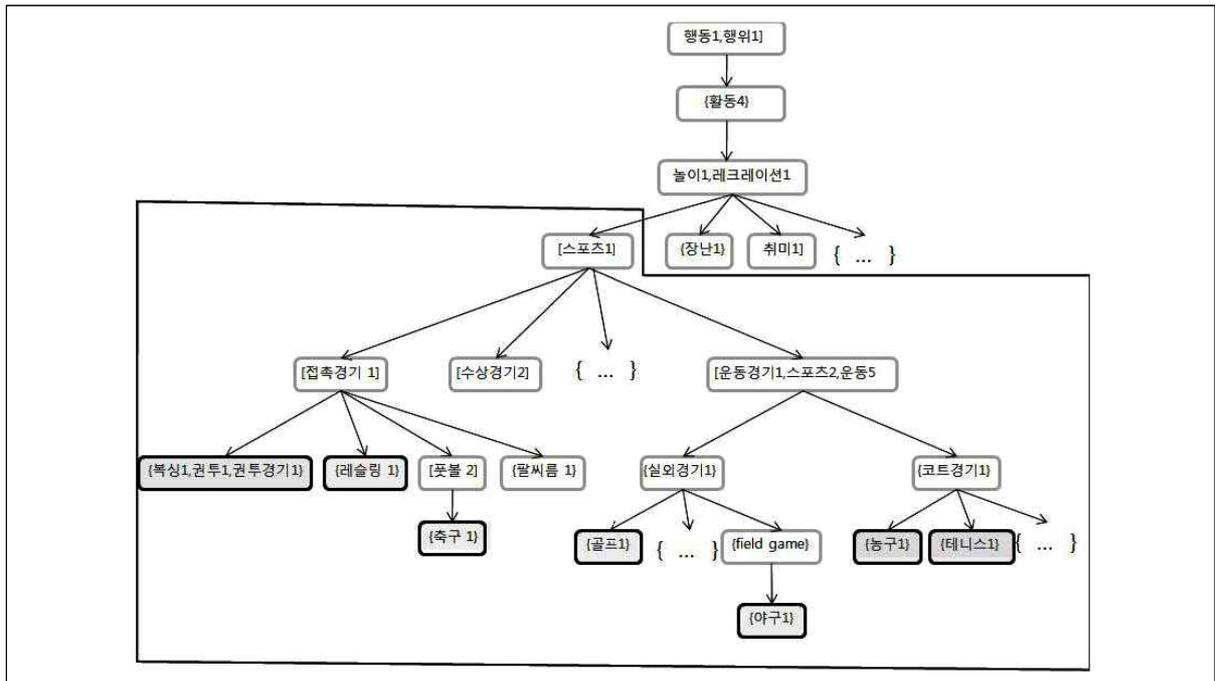 행동1,행위1]
{활동4}
놀이1,레크레이션1
[스포츠1]
{장난1}
취미1]
{ ... }
[접촉경기 1]
[수상경기2]
{ ... }
[운동경기1,스포츠2,운동5
{복싱1,권투1,권투경기1}
{레슬링 1}
[풋볼 2]
{팔씨름 1}
{실외경기1}
{코트경기1}
{축구 1}
{골프1}
{ ... }
{field game}
{농구1}
{테니스1}
{ ... }
{야구1}